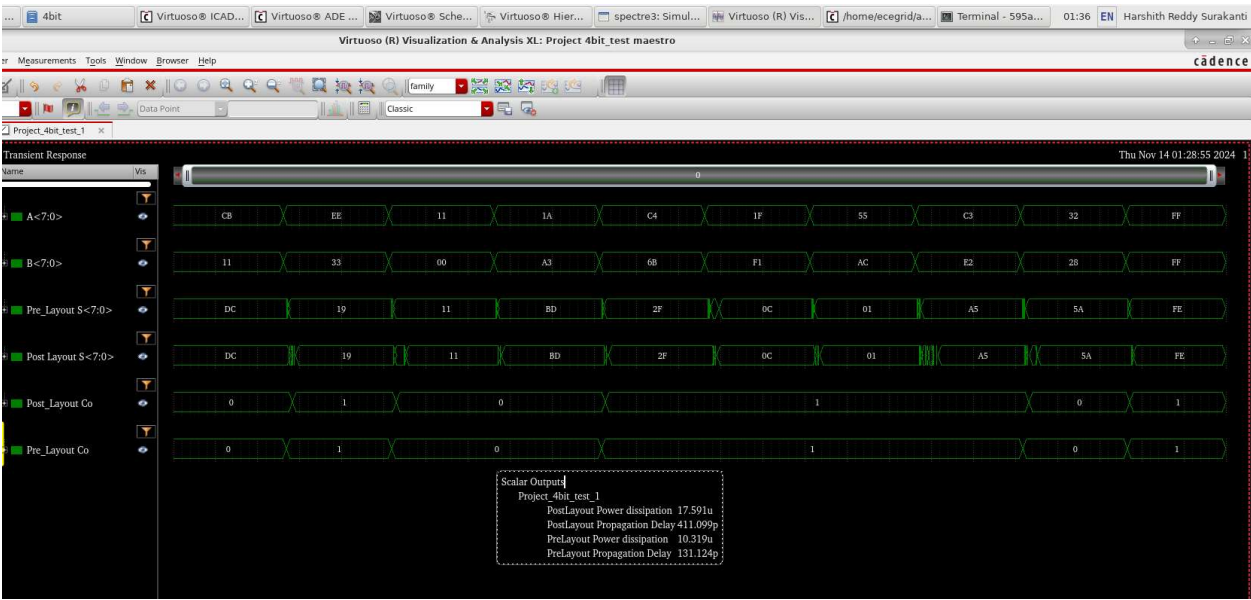 ... 4bit Virtuoso® ICAD... Virtuoso® ADE ... Virtuoso® Sche... Virtuoso® Hier... spectre3: Simul... Virtuoso (R) Vis... /home/ecegrid/a... Terminal - 595a... 01:36 EN Harshith Reddy Surakanti
Virtuoso (R) Visualization & Analysis XL: Project 4bit_test maestro
er Measurements Tools Window Browser Help cādence
family
Data Point Classic
Project_4bit_test_1
Transient Response Thu Nov 14 01:28:55 2024 1
Name Vis 0
A<7:0> CB EE 11 1A C4 1F 55 C3 32 FF
B<7:0> 11 33 00 A3 6B F1 AC E2 28 FF
Pre_Layout S<7:0> DC 19 11 BD 2F 0C 01 A5 5A FE
Post Layout S<7:0> DC 19 11 BD 2F 0C 01 A5 5A FE
Post_Layout Co 0 1 0 1 0 1
Pre_Layout Co 0 1 0 1 0 1
Scalar Outputs
Project_4bit_test_1
PostLayout Power dissipation 17.591u
PostLayout Propagation Delay 411.099p
PreLayout Power dissipation 10.319u
PreLayout Propagation Delay 131.124p